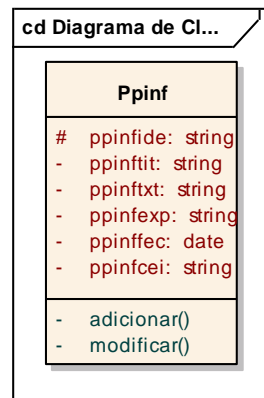 cd Diagrama de Cl...
Ppinf
# ppinfide: string
- ppinftit: string
- ppinftxt: string
- ppinfexp: string
- ppinffec: date
- ppinfcei: string
- adicionar()
- modificar()